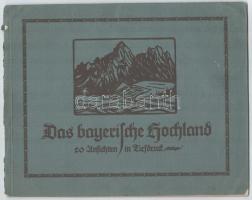 Das bayerische Hochland
20 Ansichten in Tiefdruck